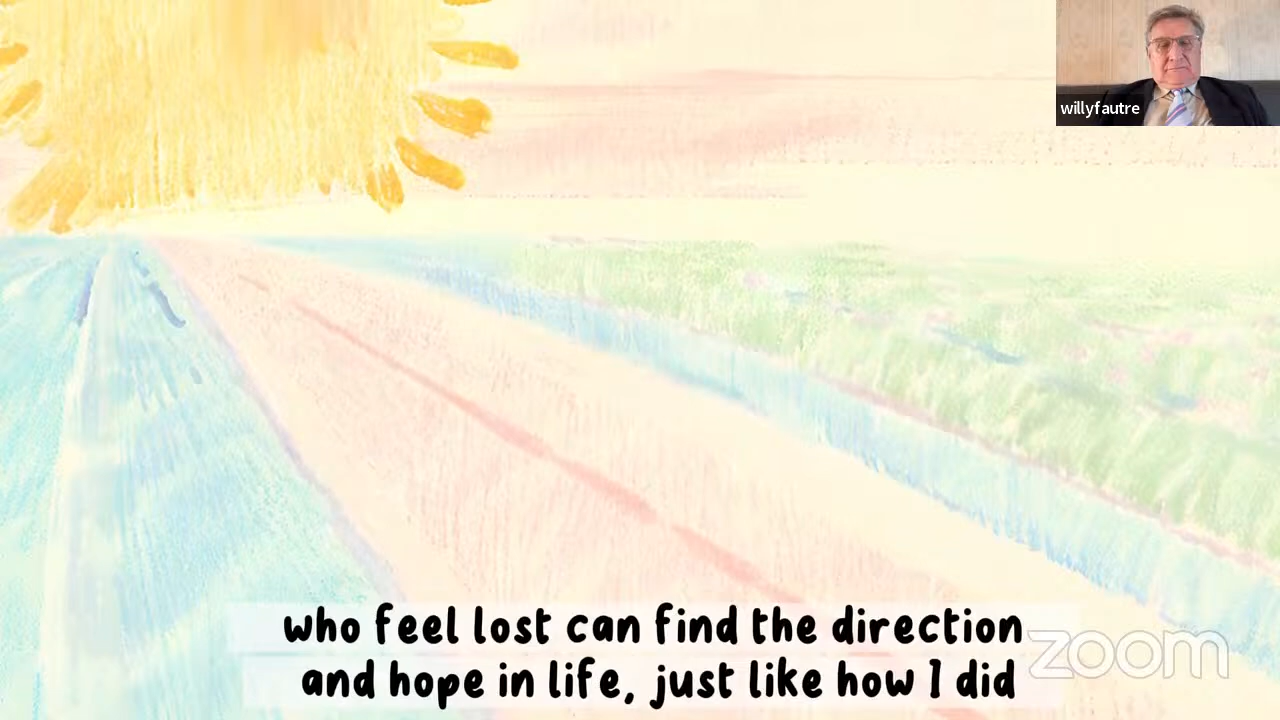 willyfautre
who feel lost can find the direction
and hope in life, just like how I did
zoom